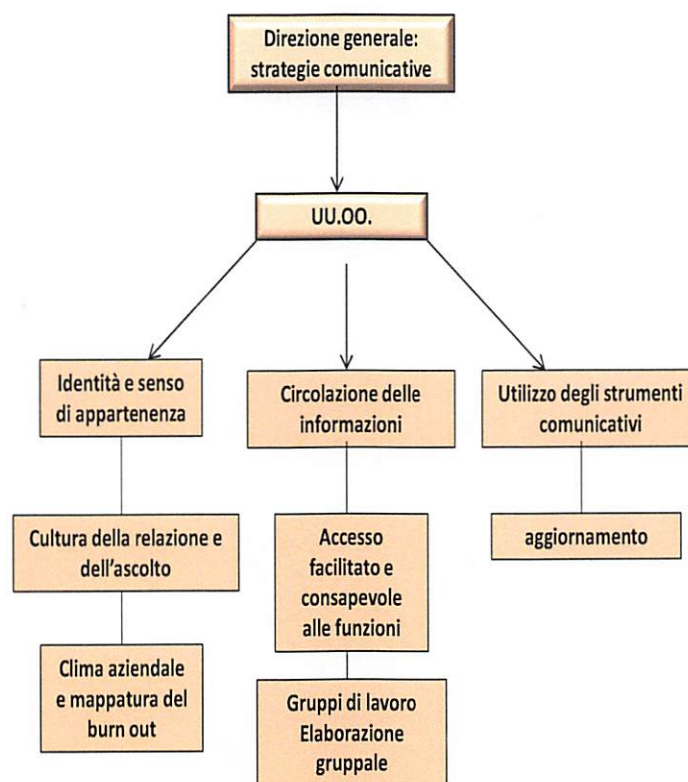 Direzione generale:
strategie comunicative
UU.OO.
Identità e senso
di appartenenza
Circolazione delle
informazioni
Utilizzo degli strumenti
comunicativi
Cultura della relazione e
dell'ascolto
Accesso
facilitato e
consapevole
alle funzioni
aggiornamento
Clima aziendale
e mappatura del
burn out
Gruppi di lavoro
Elaborazione
gruppale